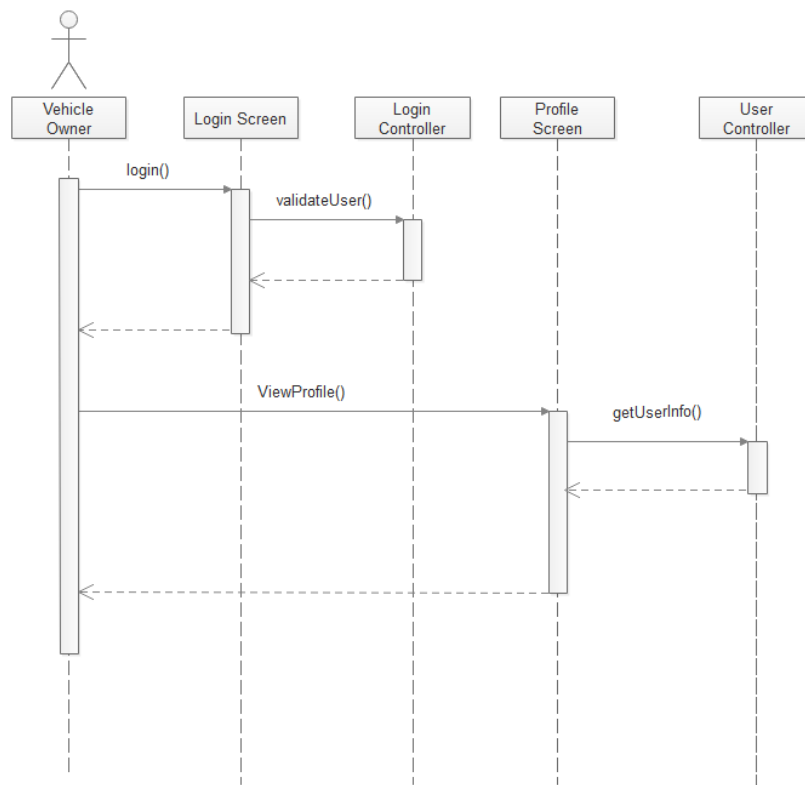 Vehicle
Owner
Login Screen
Login
Controller
Profile
Screen
User
Controller
login()
validateUser()
ViewProfile()
getUserInfo()